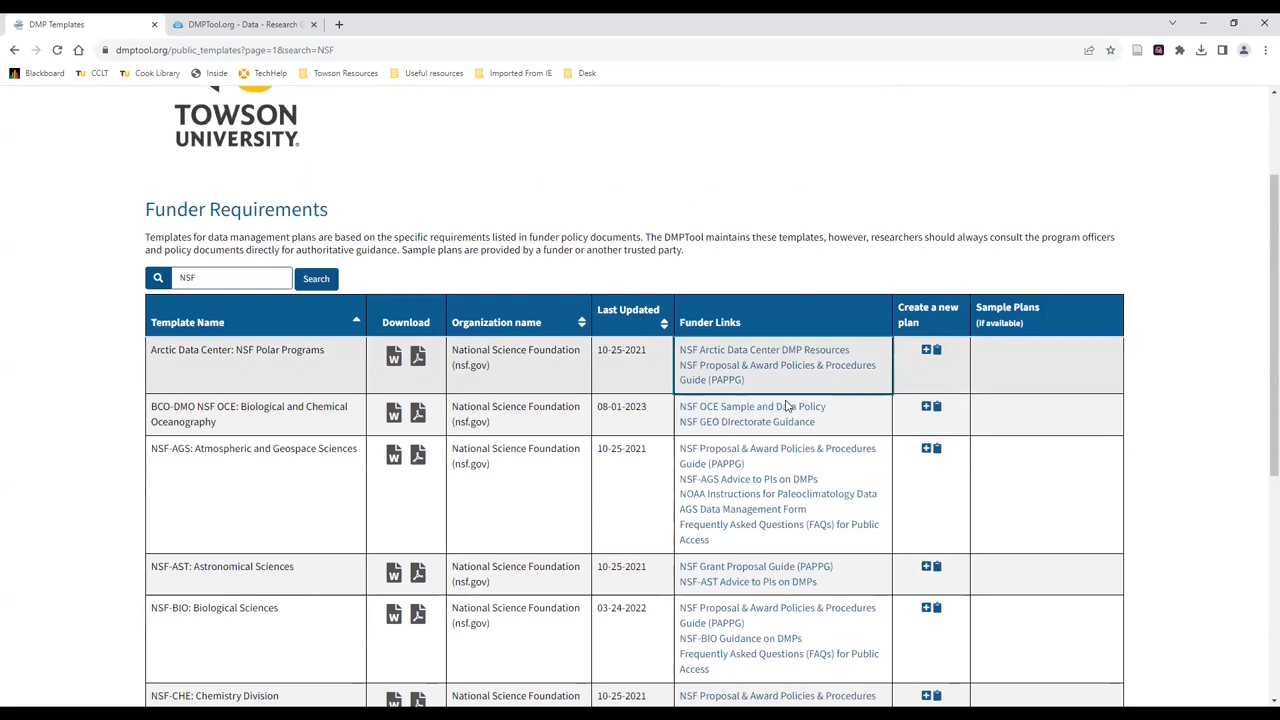 DMP Templates
DMPTool.org - Data - Research G
dmptool.org/public_templates?page=1&search=NSF
Blackboard CCLT Cook Library Inside TechHelp Towson Resources Useful resources Imported From IE Desk
TOWSON
UNIVERSITY.
Funder Requirements
Templates for data management plans are based on the specific requirements listed in funder policy documents. The DMPTool maintains these templates, however, researchers should always consult the program officers
and policy documents directly for authoritative guidance. Sample plans are provided by a funder or another trusted party.
NSF Search
Template Name Download Organization name Last Updated Funder Links Create a new
plan
Sample Plans
(if available)
Arctic Data Center: NSF Polar Programs
National Science Foundation
(nsf.gov)
10-25-2021
NSF Arctic Data Center DMP Resources
NSF Proposal & Award Policies & Procedures
Guide (PAPPG)
BCO-DMO NSF OCE: Biological and Chemical
Oceanography
National Science Foundation
(nsf.gov)
08-01-2023
NSF OCE Sample and Data Policy
NSF GEO DIrectorate Guidance
NSF-AGS: Atmospheric and Geospace Sciences
National Science Foundation
(nsf.gov)
10-25-2021
NSF Proposal & Award Policies & Procedures
Guide (PAPPG)
NSF-AGS Advice to PIs on DMPs
NOAA Instructions for Paleoclimatology Data
AGS Data Management Form
Frequently Asked Questions (FAQs) for Public
Access
NSF-AST: Astronomical Sciences
National Science Foundation
(nsf.gov)
10-25-2021
NSF Grant Proposal Guide (PAPPG)
NSF-AST Advice to PIs on DMPs
NSF-BIO: Biological Sciences
National Science Foundation
(nsf.gov)
03-24-2022
NSF Proposal & Award Policies & Procedures
Guide (PAPPG)
NSF-BIO Guidance on DMPs
Frequently Asked Questions (FAQs) for Public
Access
NSF-CHE: Chemistry Division
National Science Foundation
10-25-2021
NSF Proposal & Award Policies & Procedures